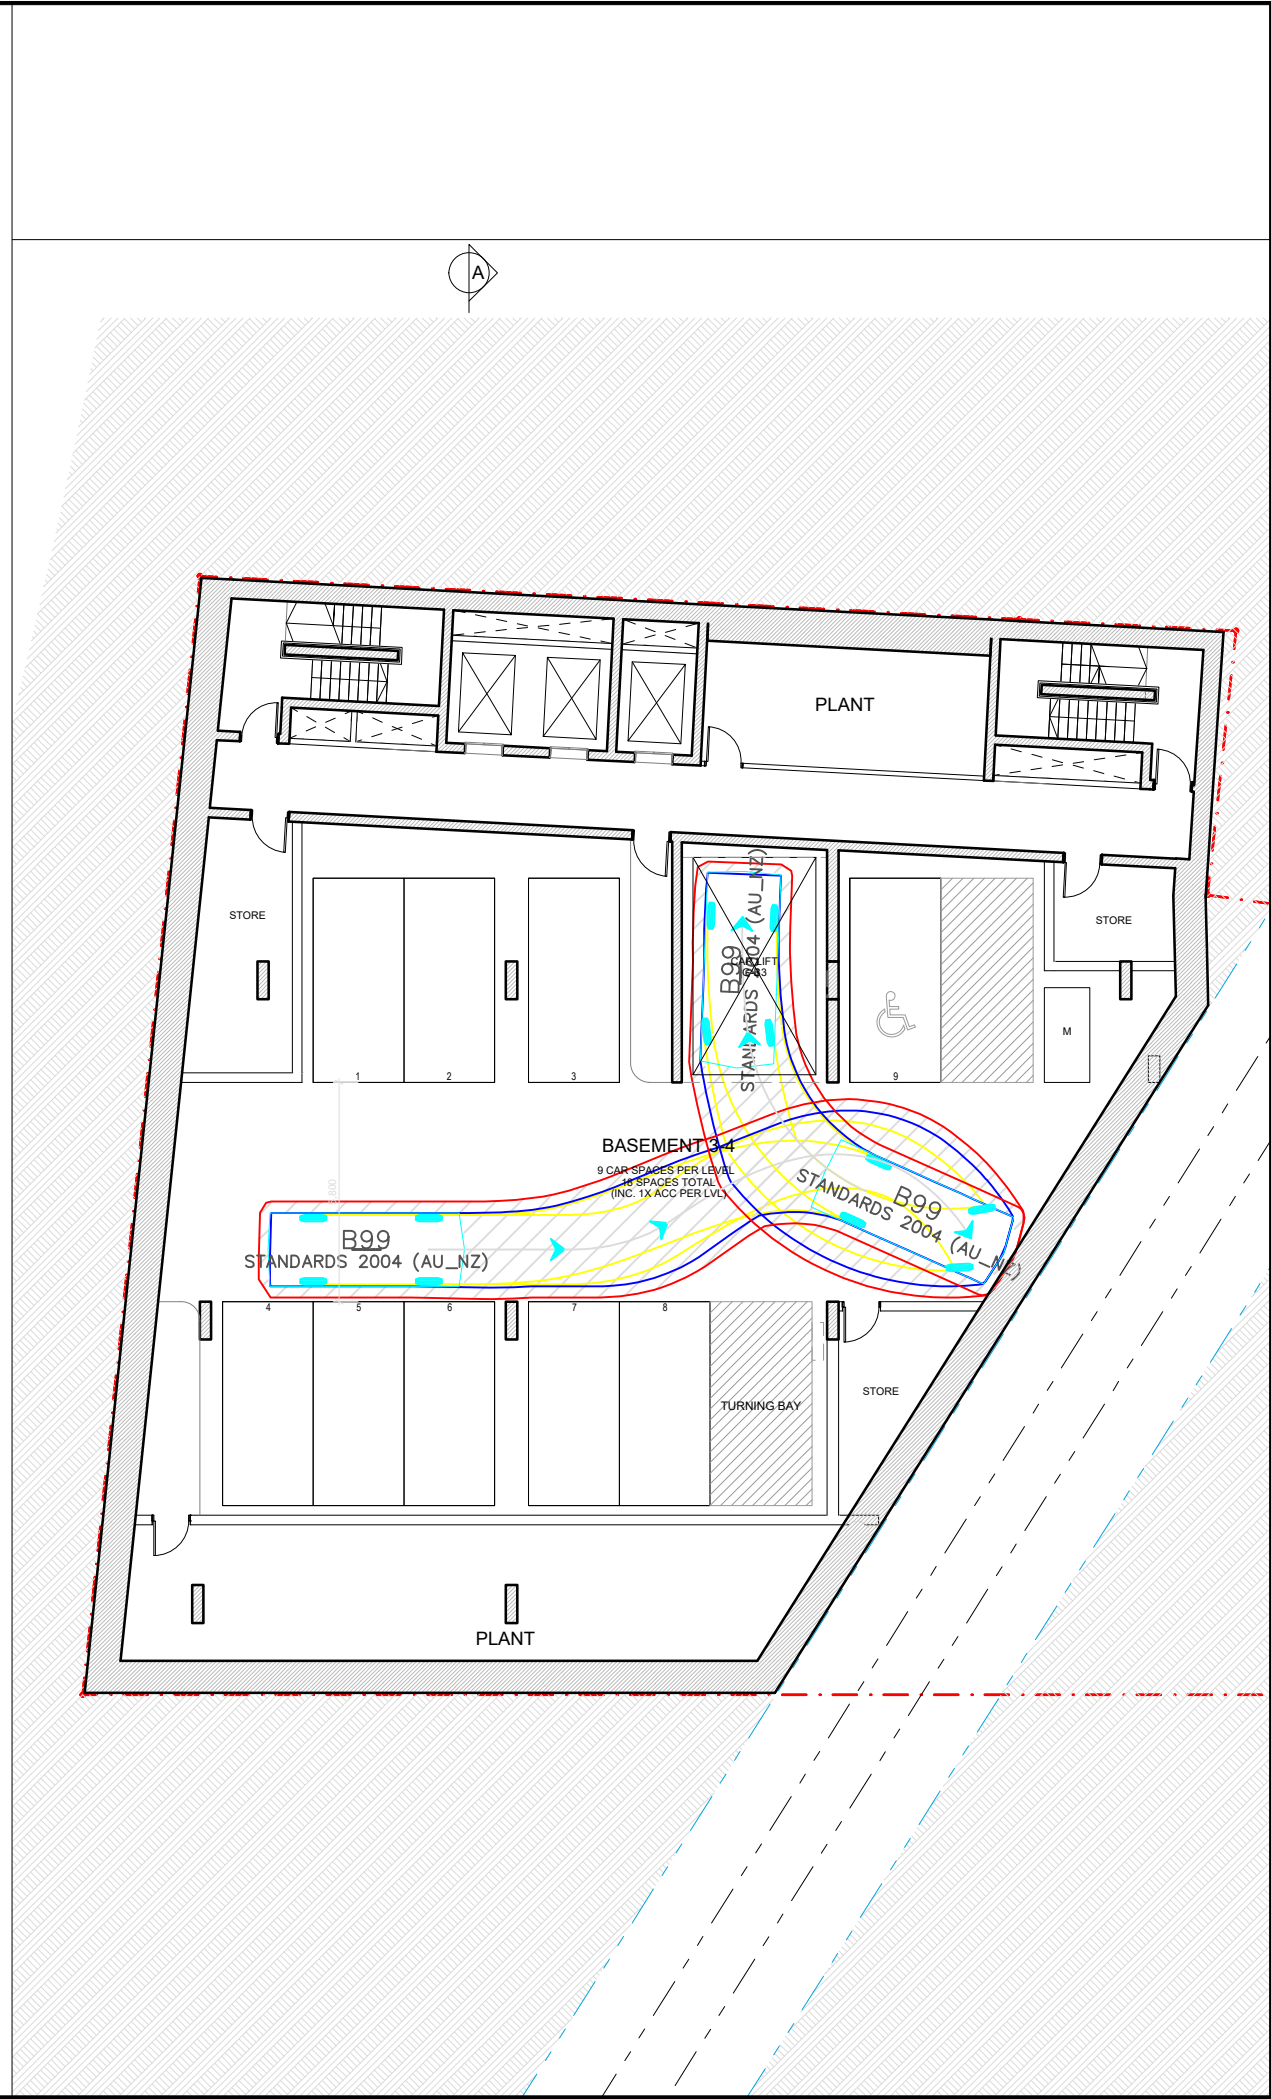 A
PLANT
STORE
STORE
B99
STANDARDS 2004 (AU_NZ)
CAR LIFT
M
1
2
3
9
BASEMENT 3-4
9 CAR SPACES PER LEVEL
18 SPACES TOTAL
(INC. 1X ACC PER LVL)
B99
STANDARDS 2004 (AU_NZ)
B99
STANDARDS 2004 (AU_NZ)
4
5
6
7
8
TURNING BAY
STORE
PLANT